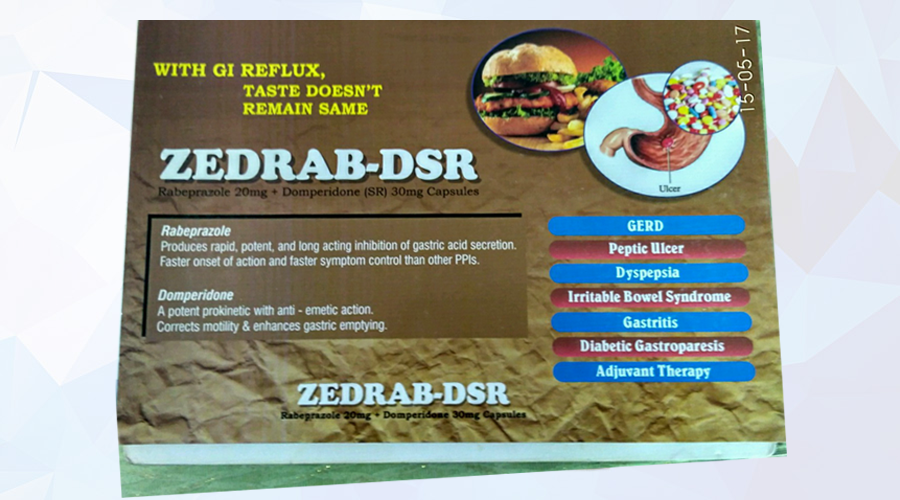 WITH GI REFLUX,
TASTE DOESN'T
REMAIN SAME
15-05-17
Ulcer
ZEDRAB-DSR
Rabeprazole 20mg + Domperidone (SR) 30mg Capsules
Rabeprazole
Produces rapid, potent, and long acting inhibition of gastric acid secretion.
Faster onset of action and faster symptom control than other PPIs.
Domperidone
A potent prokinetic with anti - emetic action.
Corrects motility & enhances gastric emptying.
GERD
Peptic Ulcer
Dyspepsia
Irritable Bowel Syndrome
Gastritis
Diabetic Gastroparesis
Adjuvant Therapy
ZEDRAB-DSR
Rabeprazole 20mg + Domperidone 30mg Capsules